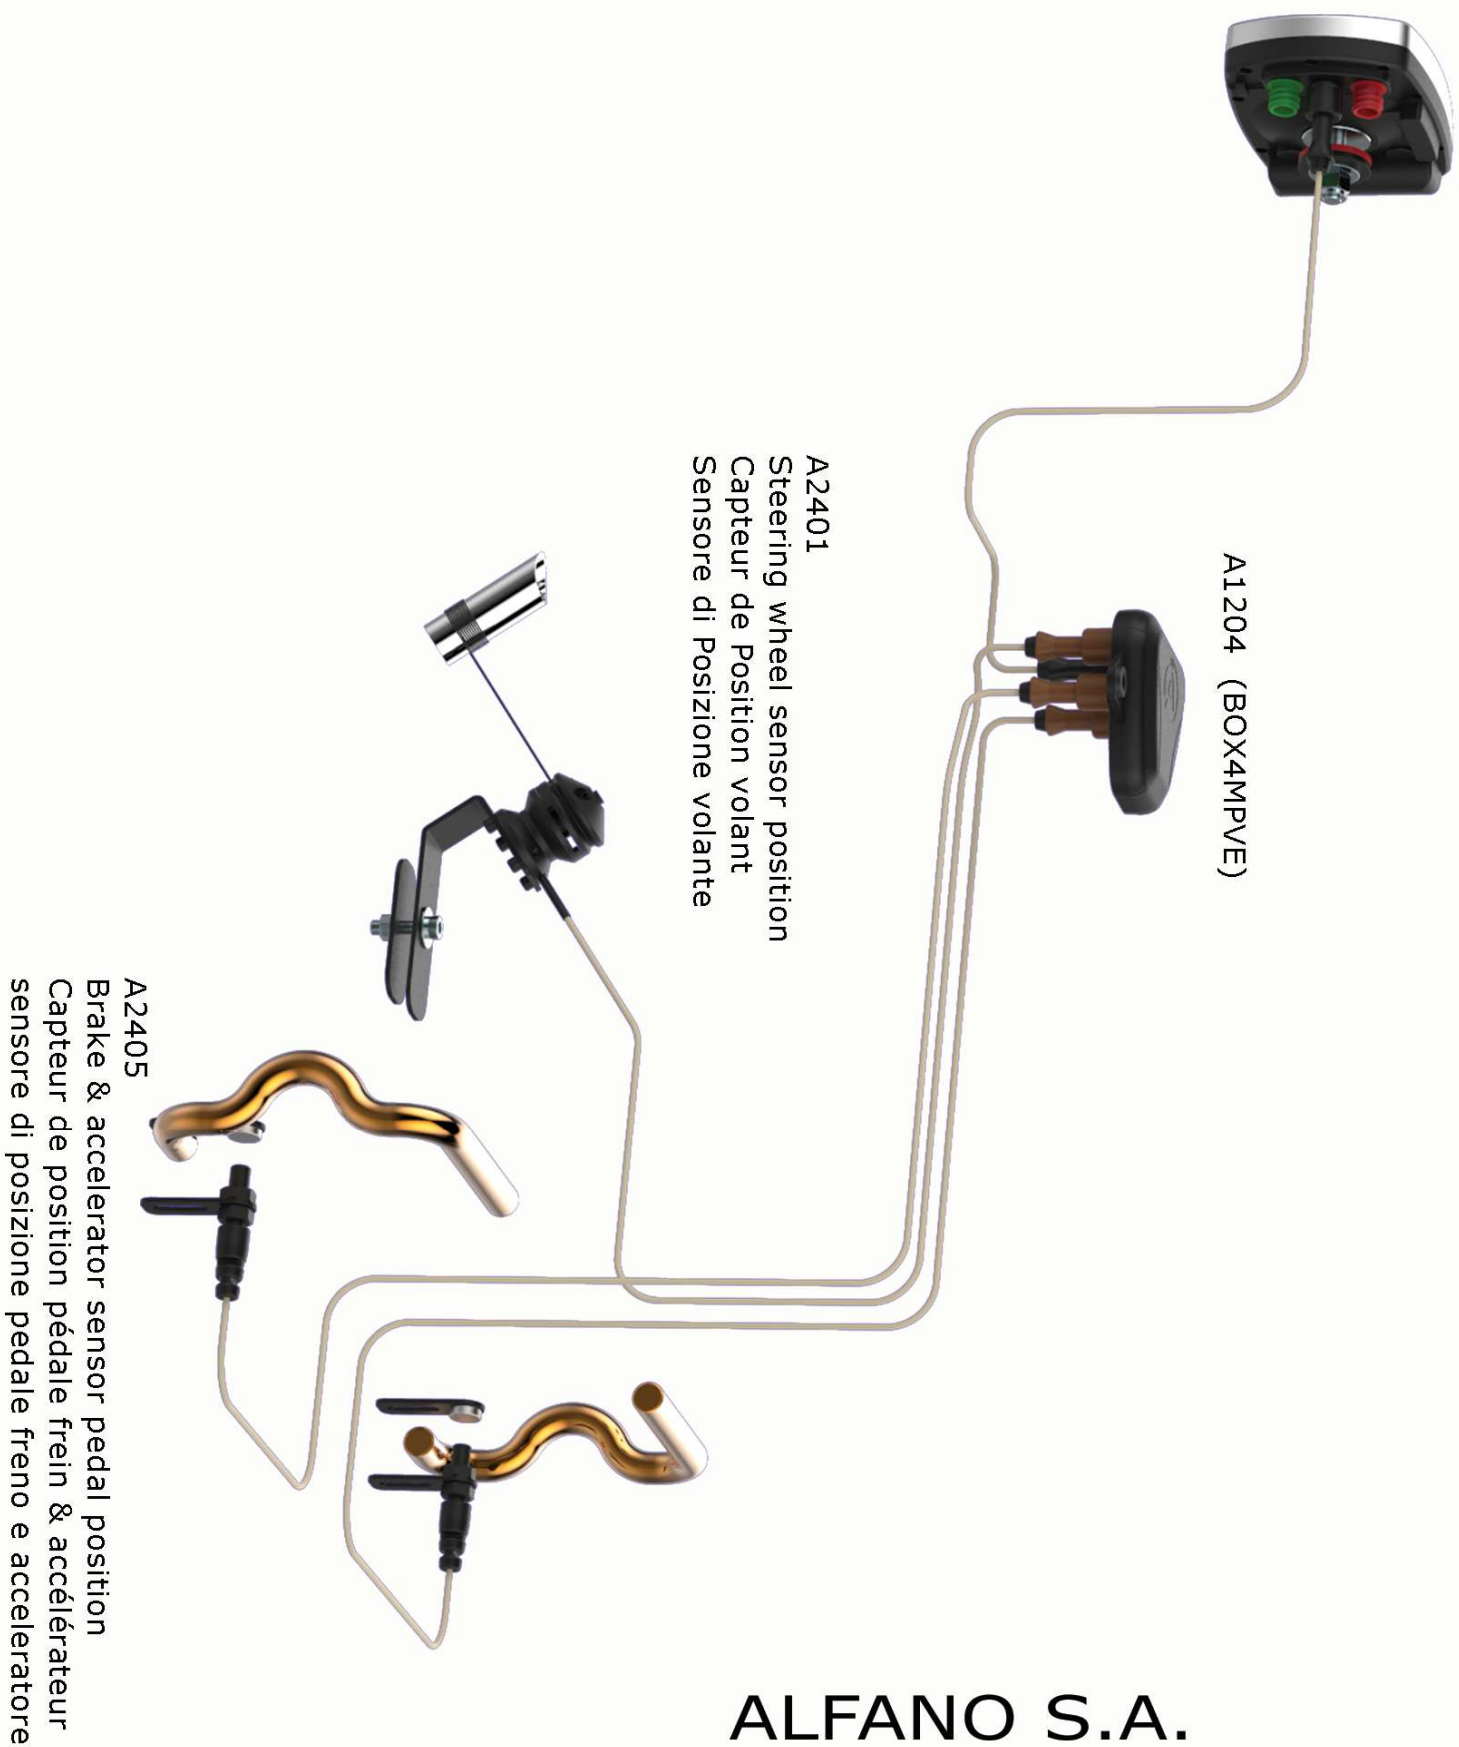 A1204 (BOX4MPVE)
A2401
Steering wheel sensor position
Capteur de Position volant
Sensore di Posizione volante
A2405
Brake & accelerator sensor pedal position
Capteur de position pédale frein & accélérateur
sensore di posizione pedale freno e acceleratore
ALFANO S.A.